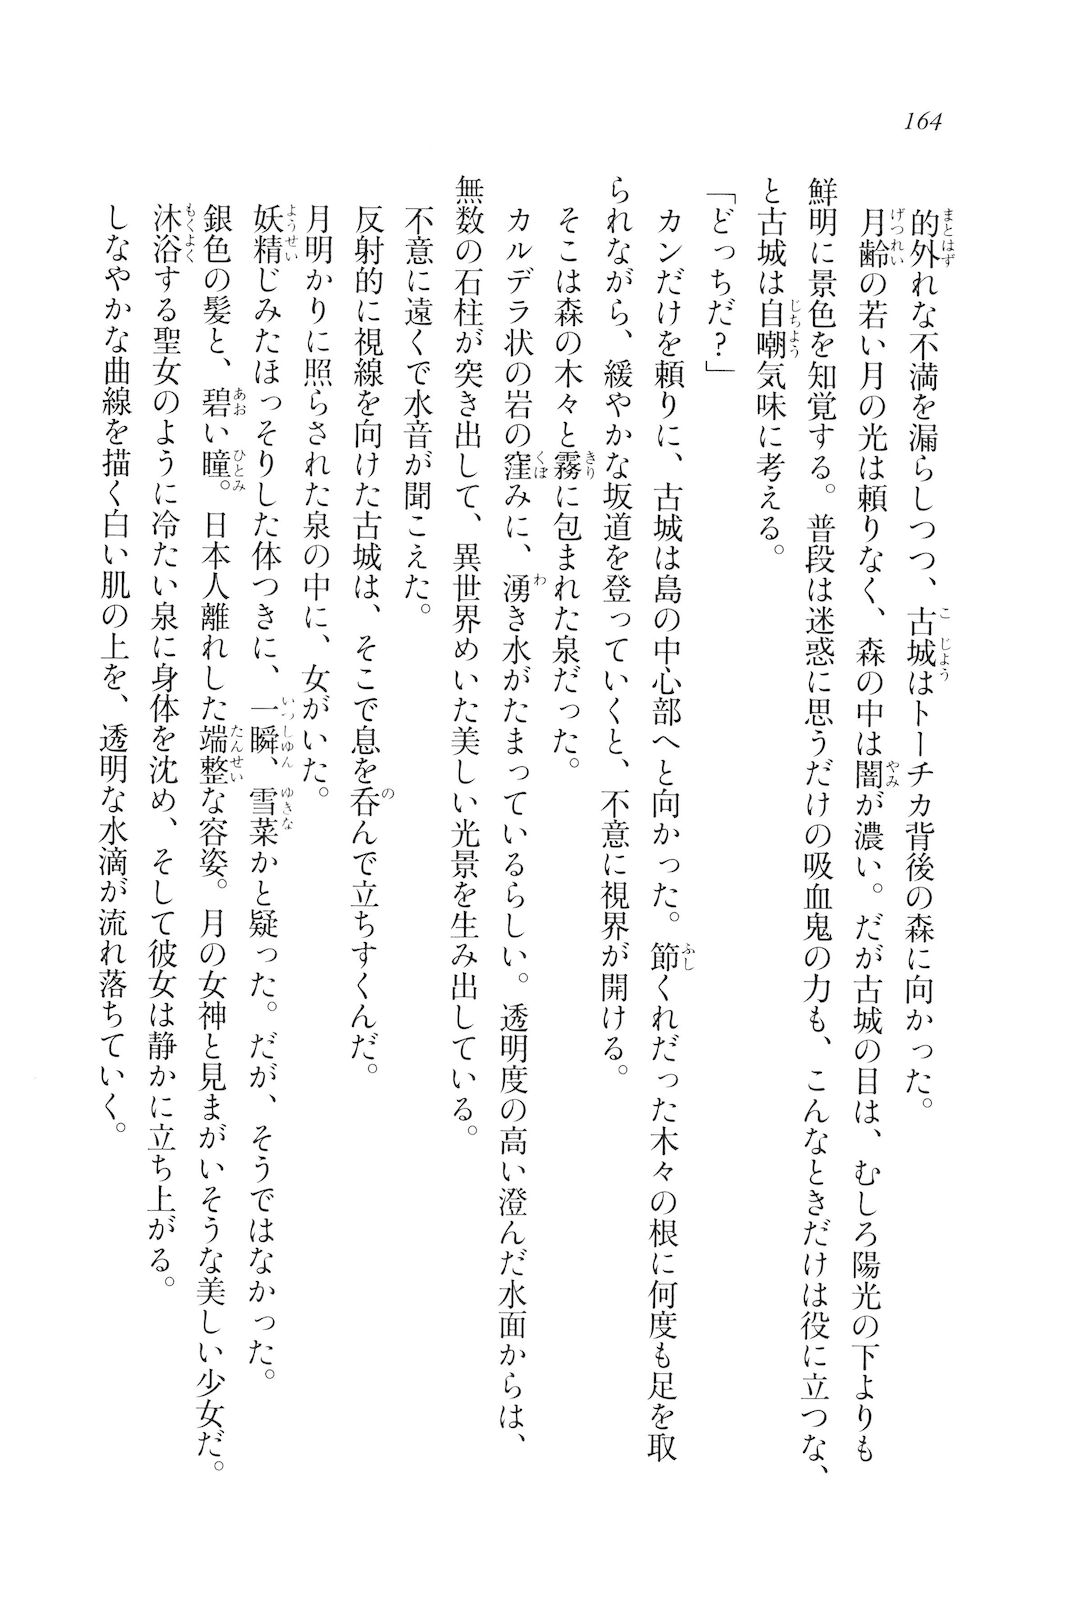 164
的外れな不満を漏らしつつ、古城はトーチカ背後の森に向かった。
月齢の若い月の光は頼りなく、森の中は闇が濃い。だが古城の目は、むしろ陽光の下よりも
鮮明に景色を知覚する。普段は迷惑に思うだけの吸血鬼の力も、こんなときだけは役に立つな、
と古城は自嘲気味に考える。
「どっちだ？」
カンだけを頼りに、古城は島の中心部へと向かった。節くれだった木々の根に何度も足を取
られながら、緩やかな坂道を登っていくと、不意に視界が開ける。
そこは森の木々と霧に包まれた泉だった。
カルデラ状の岩の窪みに、湧き水がたまっているらしい。透明度の高い澄んだ水面からは、
無数の石柱が突き出して、異世界めいた美しい光景を生み出している。
不意に遠くで水音が聞こえた。
反射的に視線を向けた古城は、そこで息を呑んで立ちすくんだ。
月明かりに照らされた泉の中に、女がいた。
妖精じみたほっそりした体つきに、一瞬、雪菜かと疑った。だが、そうではなかった。
銀色の髪と、碧い瞳。日本人離れした端整な容姿。月の女神と見まがいそうな美しい少女だ。
沐浴する聖女のように冷たい泉に身体を沈め、そして彼女は静かに立ち上がる。
しなやかな曲線を描く白い肌の上を、透明な水滴が流れ落ちていく。